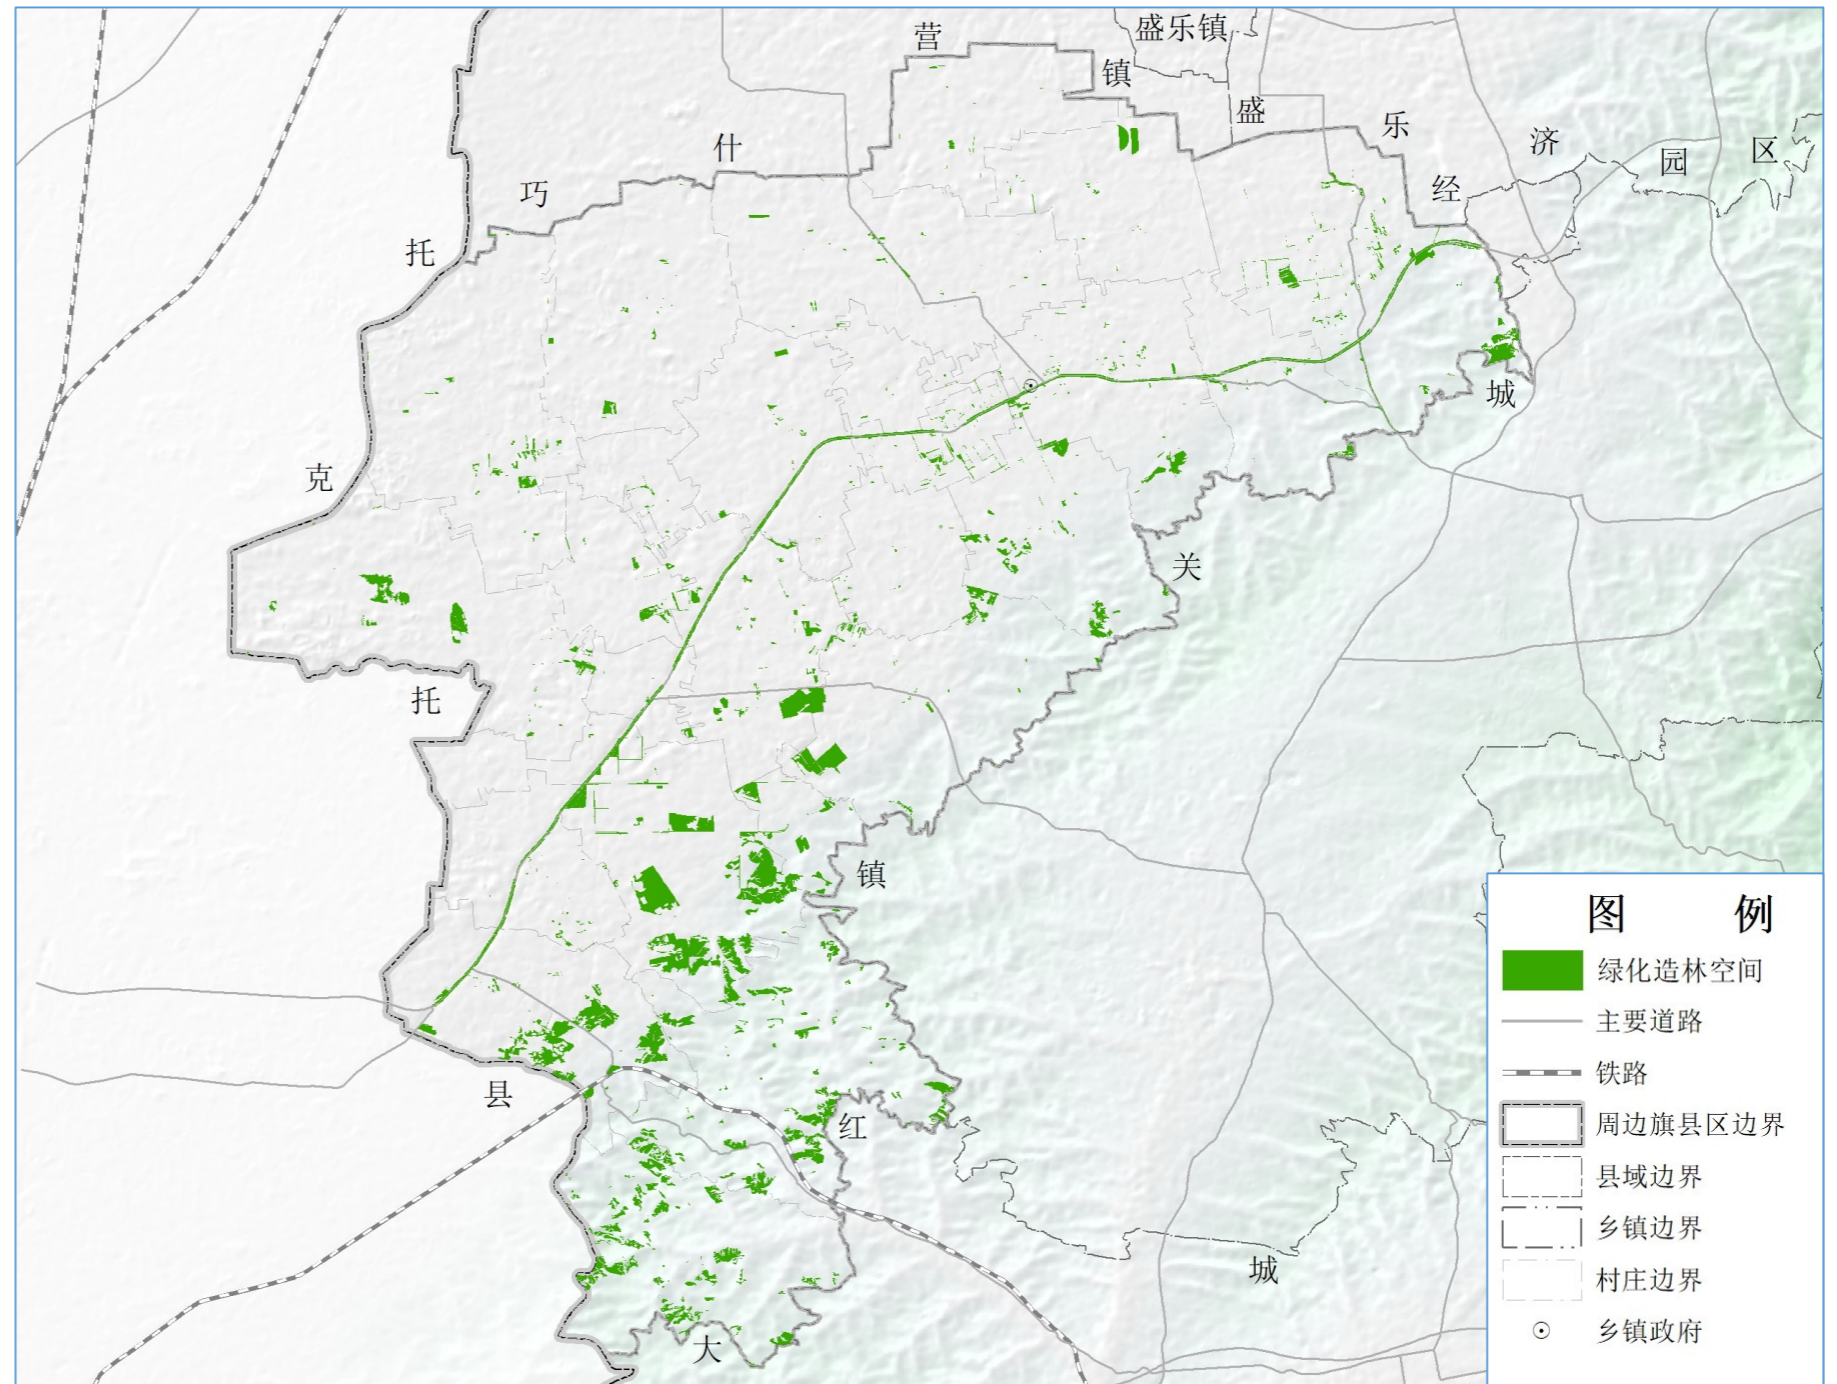 盛乐镇
营
镇
盛
乐
济
园
区
什
经
巧
托
城
克
关
托
镇
县
红
城
大
图 例
绿化造林空间
主要道路
铁路
周边旗县区边界
县域边界
乡镇边界
村庄边界
乡镇政府